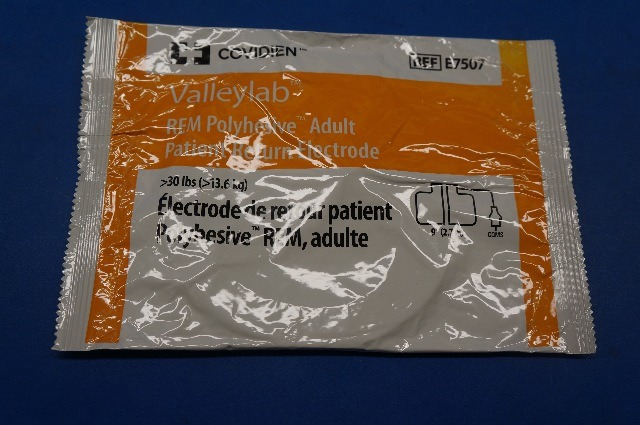 COVIDIEN™
REF E7507
Valleylab
REM Polyhesive™ Adult
Patient Return Electrode
>30 lbs (>13.6 kg)
Électrode de retour patient
Polyhesive™ REM, adulte
9'